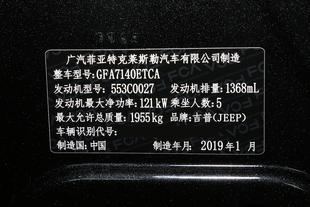 广汽菲亚特克莱斯勒汽车有限公司制造
整车型号: GFA7140ETCA
发动机型号: 553C0027 发动机排量: 1368mL
发动机最大净功率: 121kW 乘坐人数: 5
最大允许总质量: 1955kg 品牌: 吉普(JEEP)
车辆识别代号:
制造国: 中国 制造年月: 2019年1月